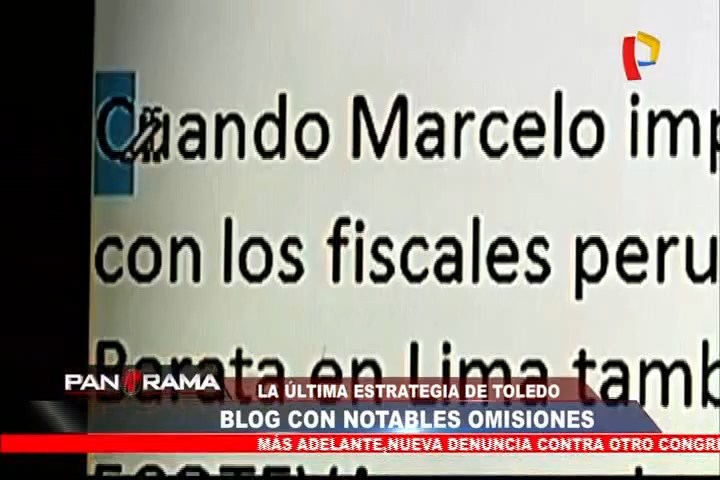 Cuando Marcelo imp
con los fiscales peru
Barata en Lima tamb
PANORAMA
LA ÚLTIMA ESTRATEGIA DE TOLEDO
BLOG CON NOTABLES OMISIONES
MÁS ADELANTE,NUEVA DENUNCIA CONTRA OTRO CONGR